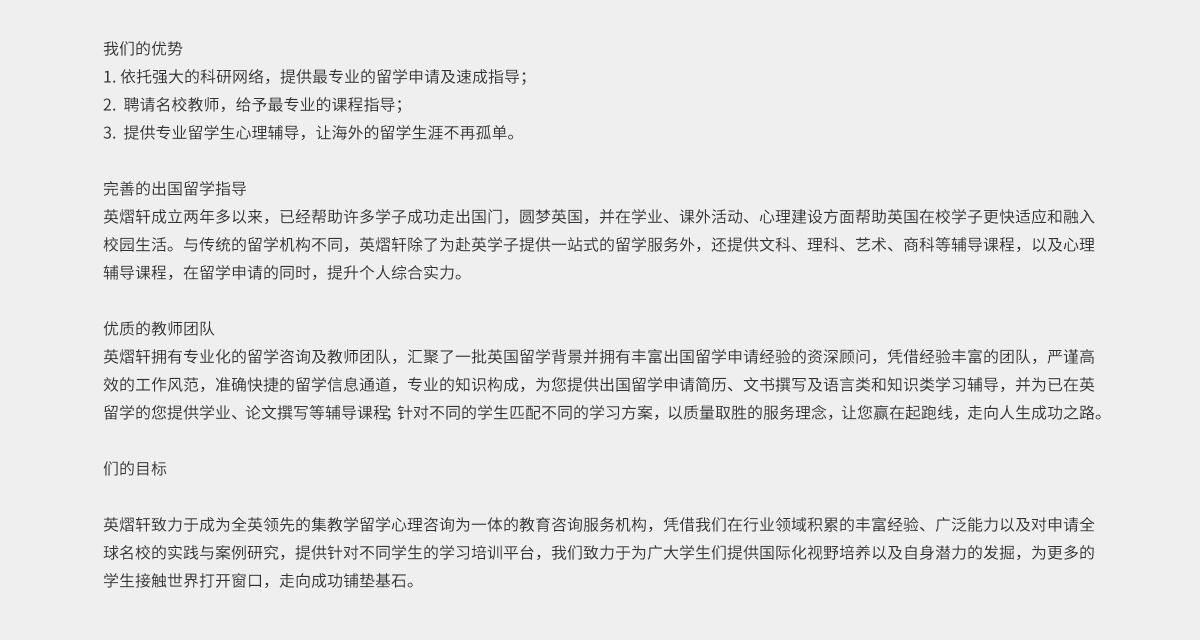 我们的优势
1. 依托强大的科研网络，提供最专业的留学申请及速成指导；
2. 聘请名校教师，给予最专业的课程指导；
3. 提供专业留学生心理辅导，让海外的留学生涯不再孤单。
完善的出国留学指导
英熠轩成立两年多以来，已经帮助许多学子成功走出国门，圆梦英国，并在学业、课外活动、心理建设方面帮助英国在校学子更快适应和融入
校园生活。与传统的留学机构不同，英熠轩除了为赴英学子提供一站式的留学服务外，还提供文科、理科、艺术、商科等辅导课程，以及心理
辅导课程，在留学申请的同时，提升个人综合实力。
优质的教师团队
英熠轩拥有专业化的留学咨询及教师团队，汇聚了一批英国留学背景并拥有丰富出国留学申请经验的资深顾问，凭借经验丰富的团队，严谨高
效的工作风范，准确快捷的留学信息通道，专业的知识构成，为您提供出国留学申请简历、文书撰写及语言类和知识类学习辅导，并为已在英
留学的您提供学业、论文撰写等辅导课程；针对不同的学生匹配不同的学习方案，以质量取胜的服务理念，让您赢在起跑线，走向人生成功之路。
们的目标
英熠轩致力于成为全英领先的集教学留学心理咨询为一体的教育咨询服务机构，凭借我们在行业领域积累的丰富经验、广泛能力以及对申请全
球名校的实践与案例研究，提供针对不同学生的学习培训平台，我们致力于为广大学生们提供国际化视野培养以及自身潜力的发掘，为更多的
学生接触世界打开窗口，走向成功铺垫基石。